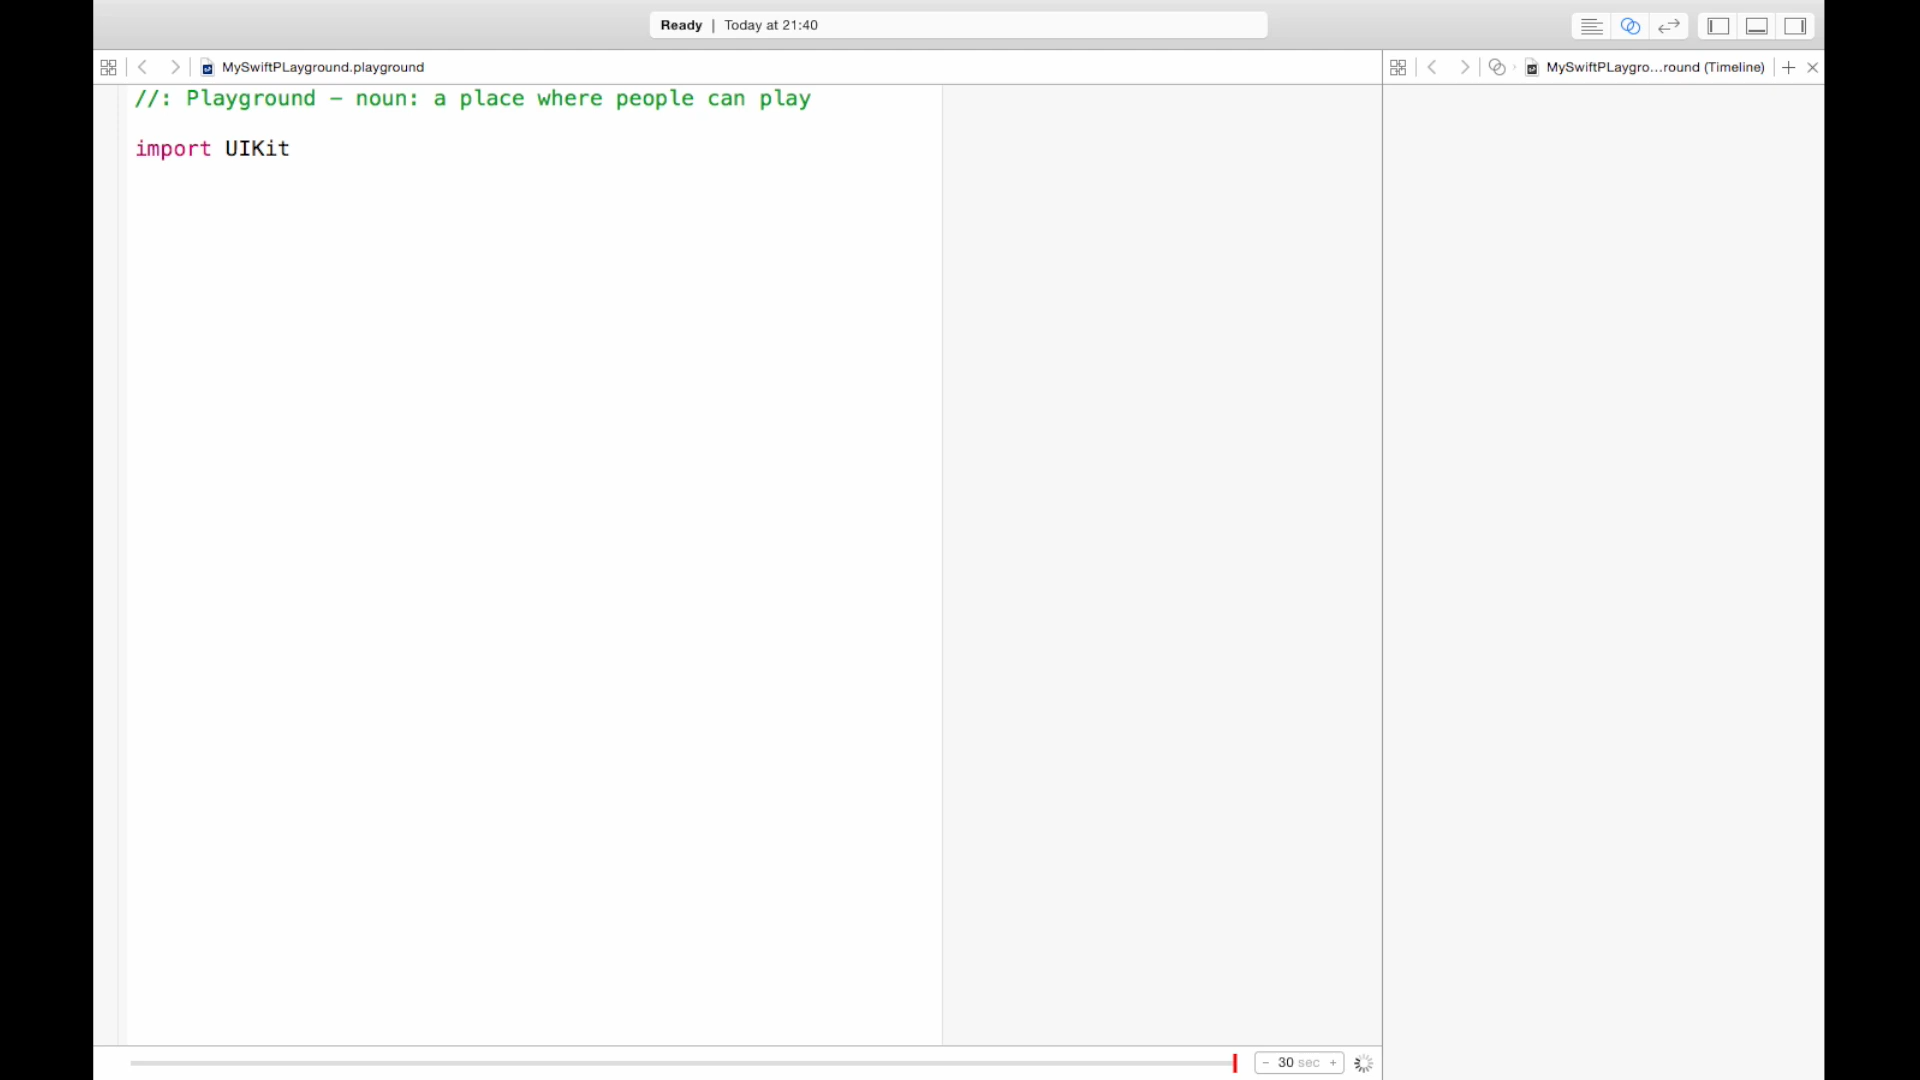 Ready | Today at 21:40
MySwiftPLayground.playground
MySwiftPLaygro...round (Timeline)
//: Playground – noun: a place where people can play
import UIKit
- 30 sec +